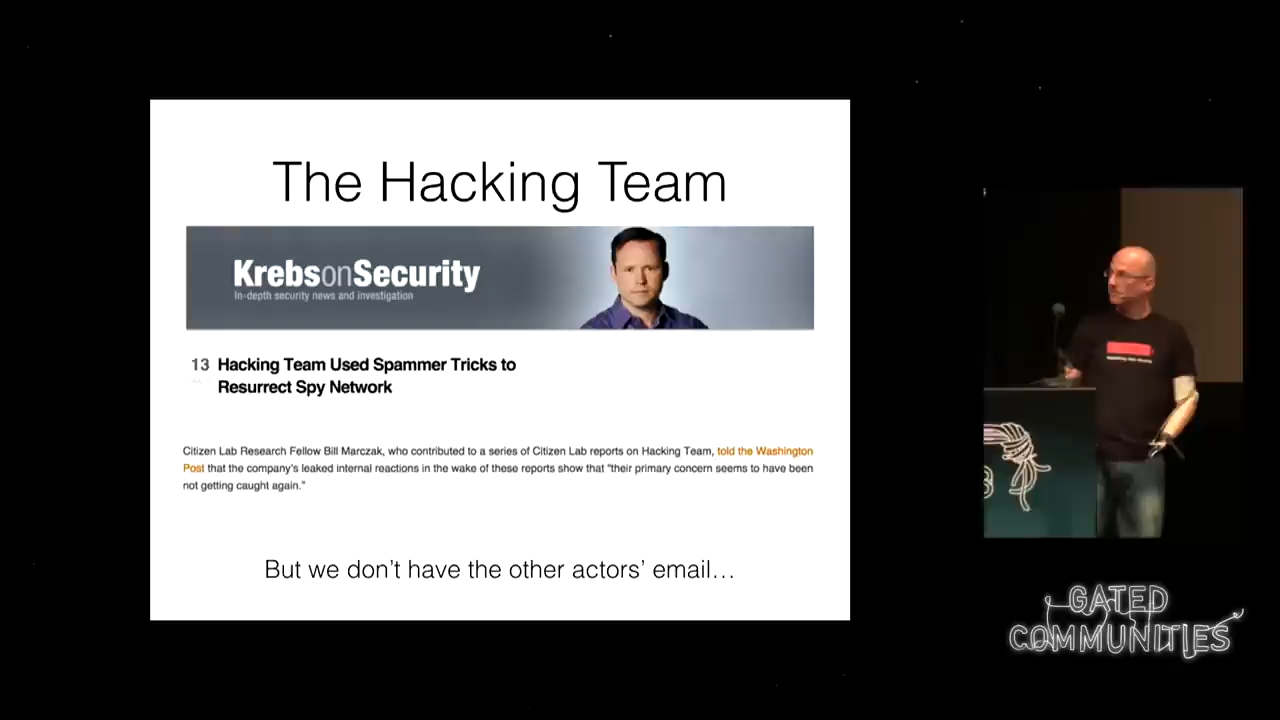 The Hacking Team
KrebsonSecurity
In-depth security news and investigation
13 Hacking Team Used Spammer Tricks to
Resurrect Spy Network
Citizen Lab Research Fellow Bill Marczak, who contributed to a series of Citizen Lab reports on Hacking Team, told the Washington
Post that the company's leaked internal reactions in the wake of these reports show that "their primary concern seems to have been
not getting caught again."
But we don't have the other actors' email…
GATED
COMMUNITIES